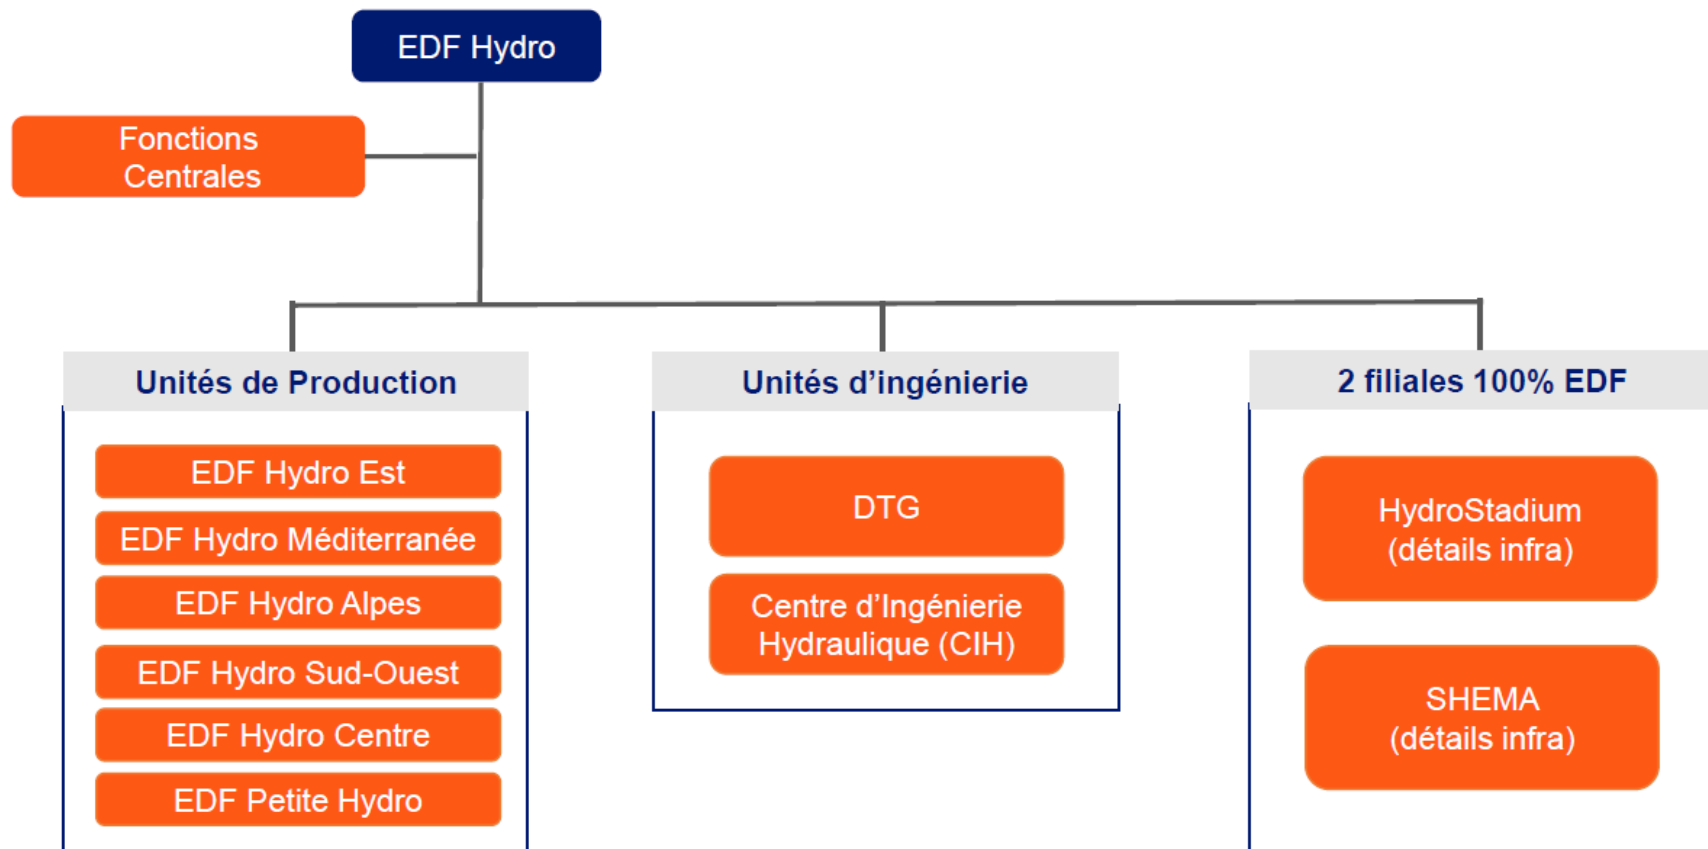 EDF Hydro
Fonctions
Centrales
Unités de Production
EDF Hydro Est
EDF Hydro Méditerranée
EDF Hydro Alpes
EDF Hydro Sud-Ouest
EDF Hydro Centre
EDF Petite Hydro
Unités d’ingénierie
DTG
Centre d’Ingénierie
Hydraulique (CIH)
2 filiales 100% EDF
HydroStadium
(détails infra)
SHEMA
(détails infra)